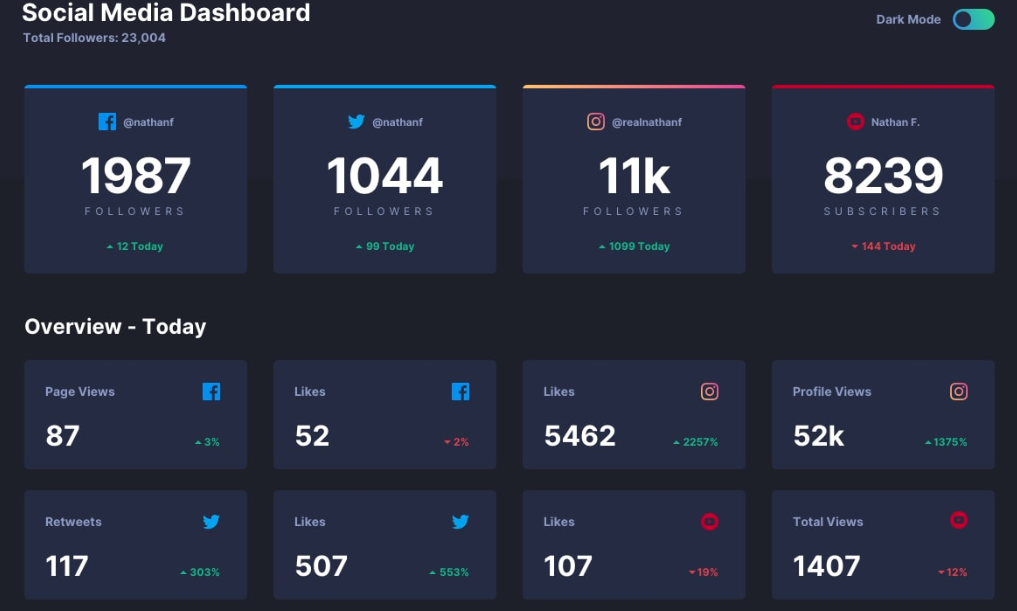 Social Media Dashboard
Total Followers: 23,004
Dark Mode
@nathanf
1987
FOLLOWERS
12 Today
@nathanf
1044
FOLLOWERS
99 Today
@realnathanf
11k
FOLLOWERS
1099 Today
Nathan F.
8239
SUBSCRIBERS
144 Today
Overview - Today
Page Views
87
3%
Likes
52
2%
Likes
5462
2257%
Profile Views
52k
1375%
Retweets
117
303%
Likes
507
553%
Likes
107
19%
Total Views
1407
12%